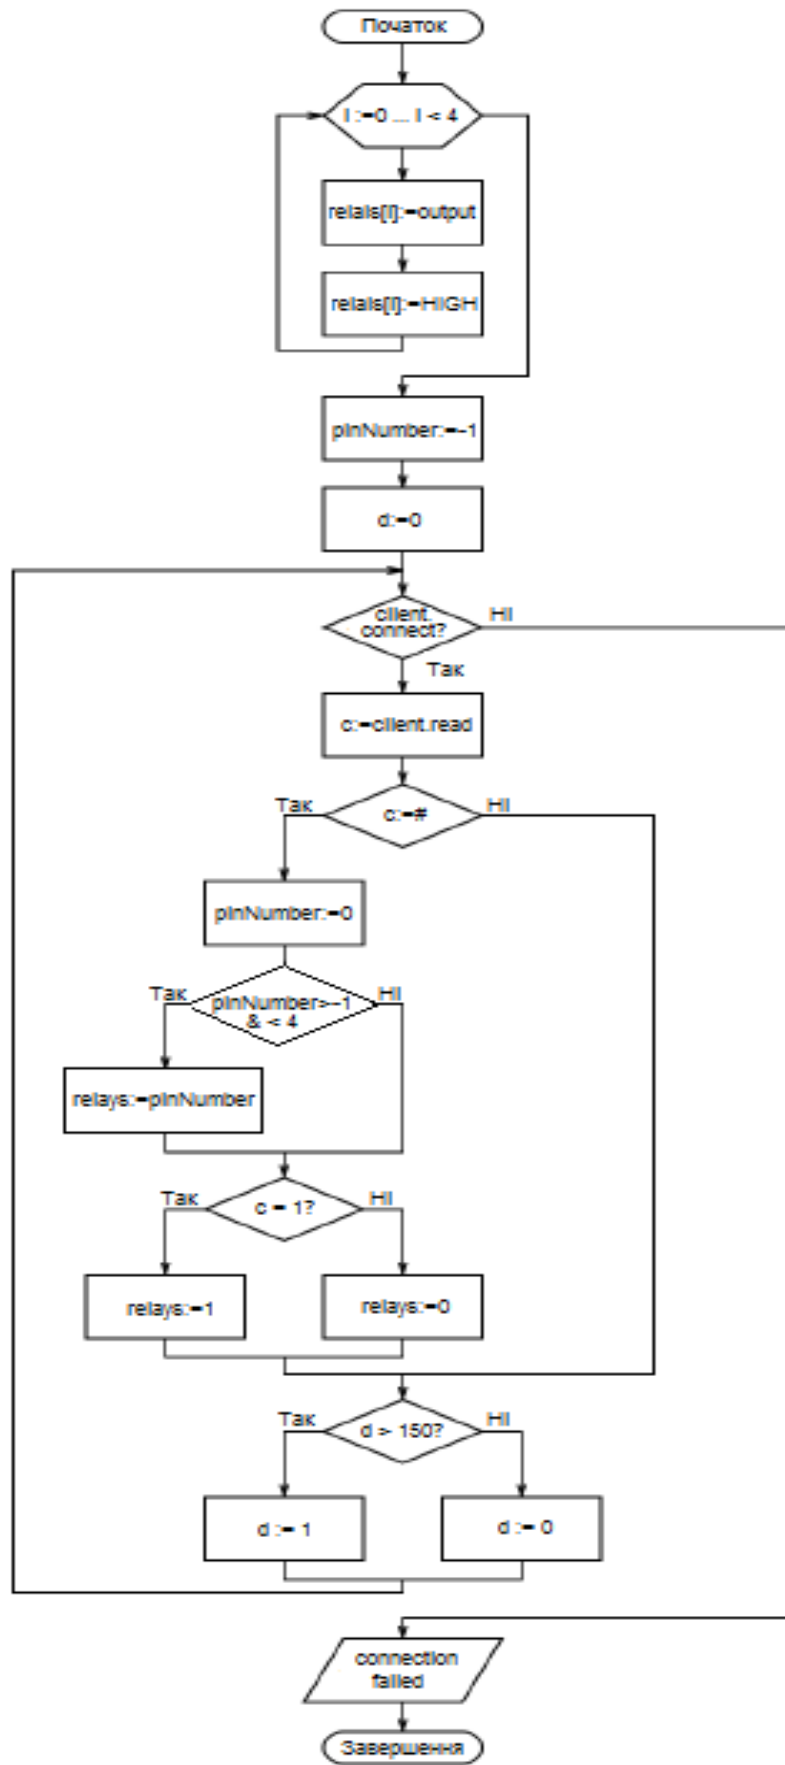 Початок
I :=0 ... I < 4
relais[I]:=output
relais[I]:=HIGH
pinNumber:=-1
d:=0
client.
connect?
НІ
Так
c:=client.read
Так
c:=#
НІ
pinNumber:=0
Так
pinNumber>-1
& < 4
НІ
relays:=pinNumber
Так
c = 1?
НІ
relays:=1
relays:=0
Так
d > 150?
НІ
d := 1
d := 0
connection
failed
Завершення